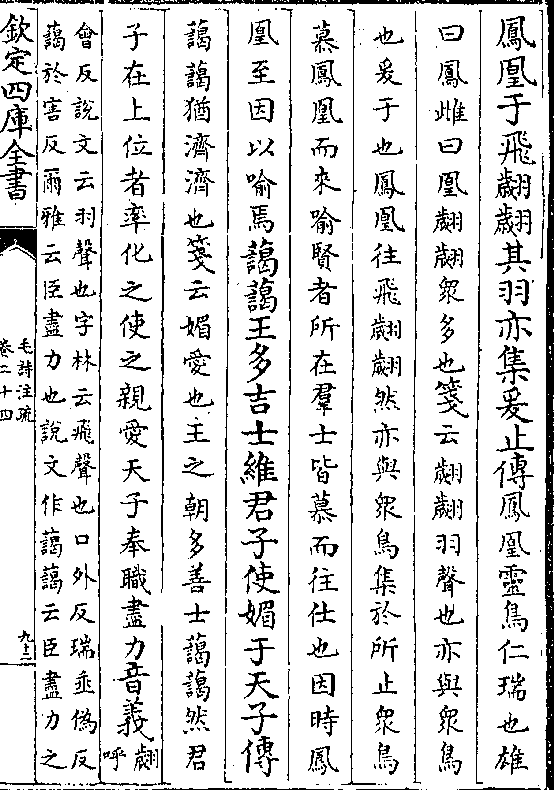 鳳凰于飛翽翽其羽亦集爰止傳鳳凰靈鳥仁瑞也雄
曰鳳雌曰凰翽翽衆多也箋云翽翽羽聲也亦與衆鳥
也爰于也鳳凰往飛翽翽然亦與衆鳥集於所止衆鳥
慕鳳凰而來喻賢者所在羣士皆慕而往仕也因時鳳
凰至因以喻焉藹藹王多吉士維君子使媚于天子傳
藹藹猶濟濟也箋云媚愛也王之朝多善士藹藹然君
子在上位者率化之使之親愛天子奉職盡力音義翽呼
會反說文云羽聲也字林云飛聲也口外反瑞垂偽反
藹於害反爾雅云臣盡力也說文作藹藹云臣盡力之
欽定四庫全書
毛詩注疏
卷二十四